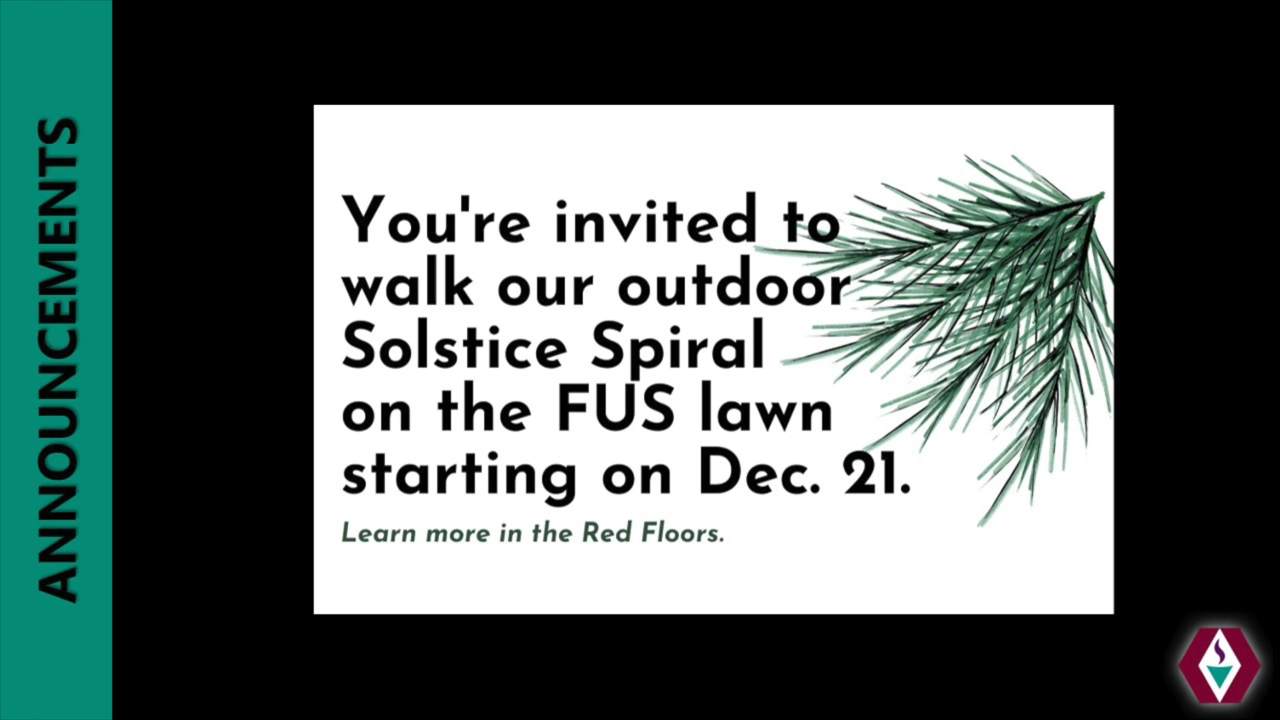 ANNOUNCEMENTS
You're invited to
walk our outdoor
Solstice Spiral
on the FUS lawn
starting on Dec. 21.
Learn more in the Red Floors.